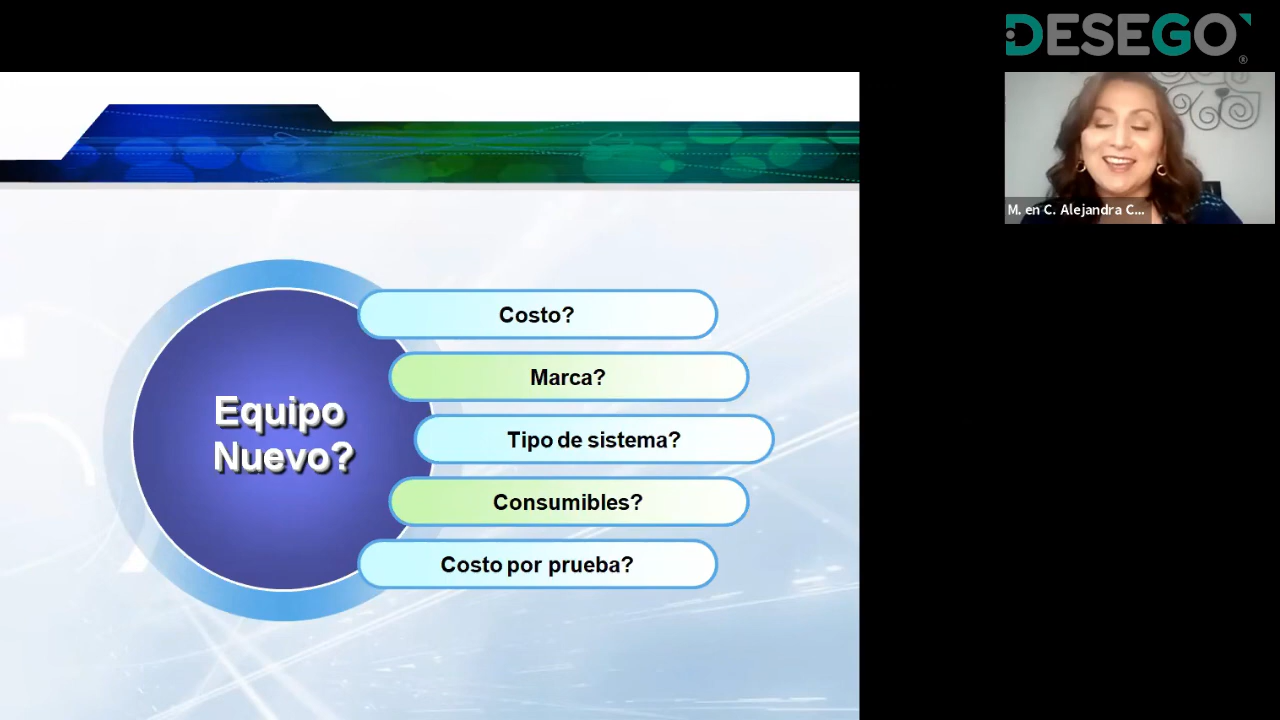 DESEGO
®
M. en C. Alejandra C...
Equipo
Nuevo?
Costo?
Marca?
Tipo de sistema?
Consumibles?
Costo por prueba?